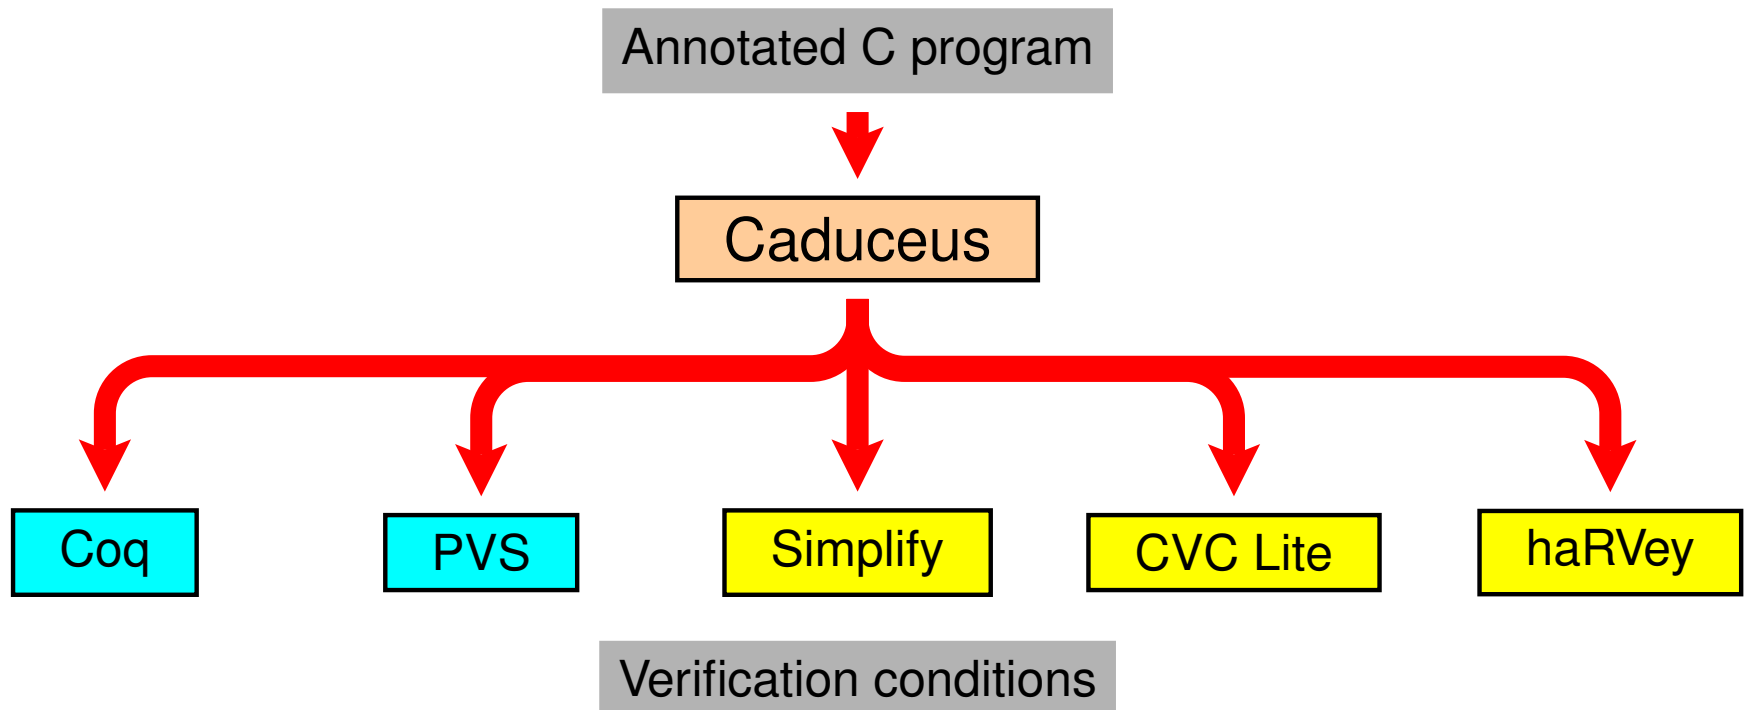 Annotated C program
Caduceus
Coq
PVS
Simplify
CVC Lite
haRVey
Verification conditions